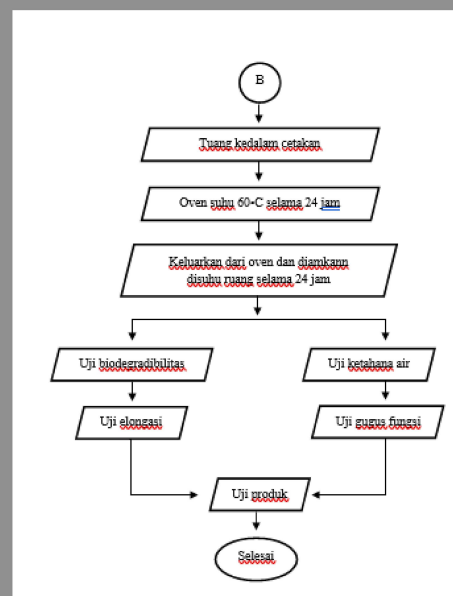 B
Tuang kedalam cetakan
Oven suhu 60°C selama 24 jam
Keluarkan dari oven dan diamkann
disuhu ruang selama 24 jam
Uji biodegradibilitas
Uji ketahana air
Uji elongasi
Uji gugus fungsi
Uji produk
Selesai